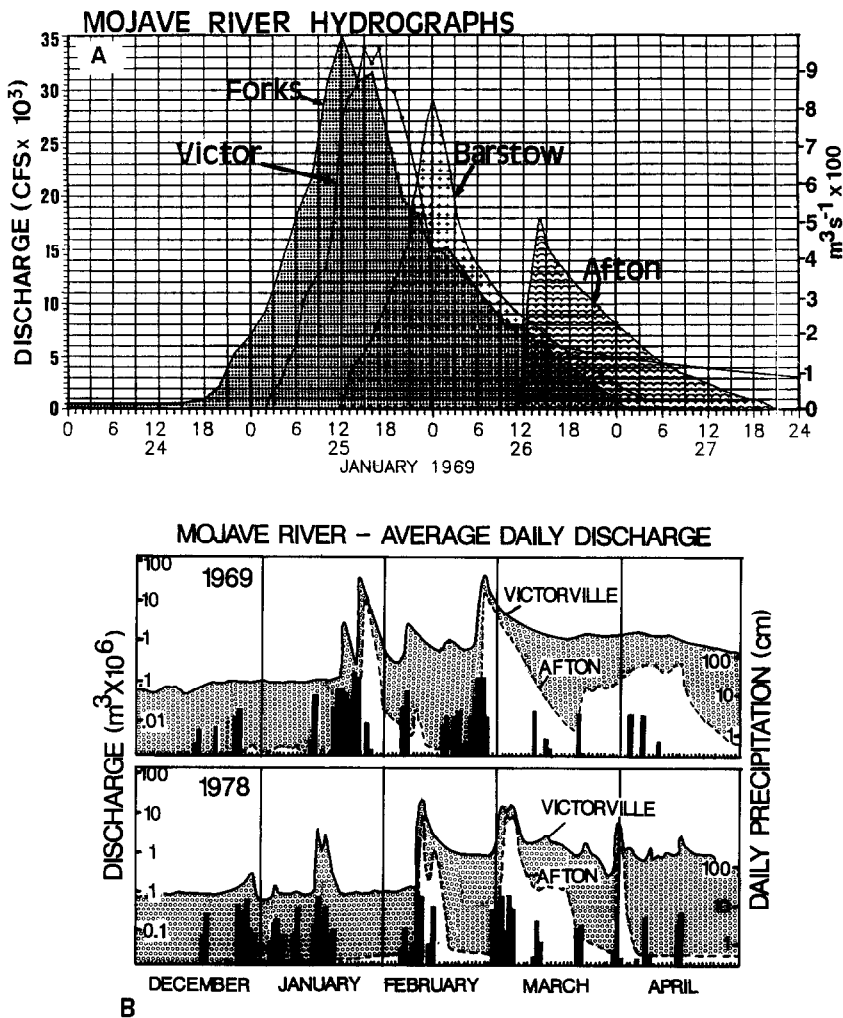 MOJAVE RIVER HYDROGRAPHS
A
35
30
25
20
15
10
5
0
DISCHARGE (CFS x 10³)
Forks
Victor
Barstow
Afton
9
8
7
6
5
4
3
2
1
0
m³s⁻¹ x 100
0 6 12 18 0 6 12 18 0 6 12 18 0 6 12 18 24
24 25 26 27
JANUARY 1969
MOJAVE RIVER – AVERAGE DAILY DISCHARGE
1969
100
10
1
.1
.01
VICTORVILLE
AFTON
100
10
1
DISCHARGE (m³X10⁶)
DAILY PRECIPITATION (cm)
1978
100
10
1
.1
0.1
VICTORVILLE
AFTON
100
1
DECEMBER JANUARY FEBRUARY MARCH APRIL
B